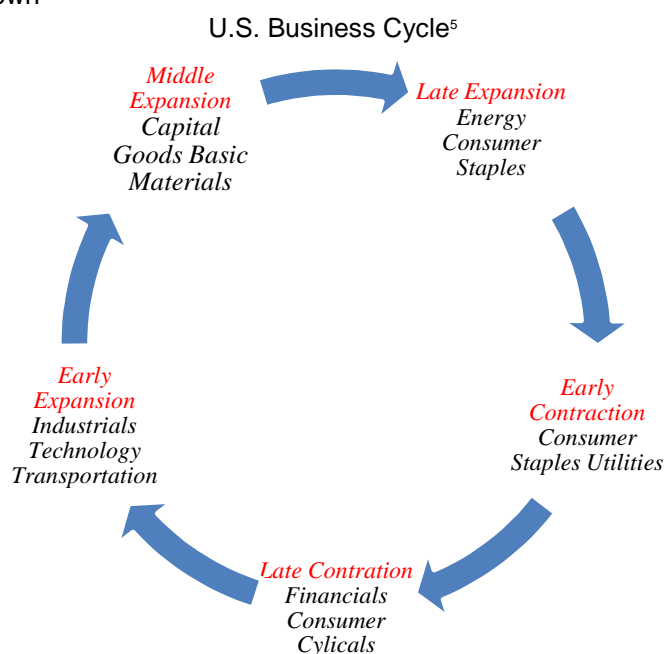 own
U.S. Business Cycle⁵
Middle
Expansion
Capital
Goods Basic
Materials
Late Expansion
Energy
Consumer
Staples
Early
Contraction
Consumer
Staples Utilities
Late Contration
Financials
Consumer
Cylicals
Early
Expansion
Industrials
Technology
Transportation